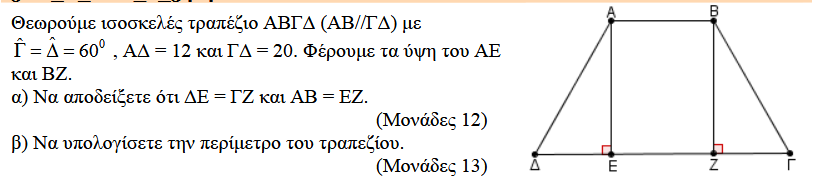 Θεωρούμε ισοσκελές τραπέζιο ΑΒΓΔ (ΑΒ//ΓΔ) με
Γ̂ = Δ̂ = 60⁰ , ΑΔ = 12 και ΓΔ = 20. Φέρουμε τα ύψη του ΑΕ
και ΒΖ.
α) Να αποδείξετε ότι ΔΕ = ΓΖ και ΑΒ = ΕΖ.
(Μονάδες 12)
β) Να υπολογίσετε την περίμετρο του τραπεζίου.
(Μονάδες 13)
Α Β
Δ Ε Ζ Γ